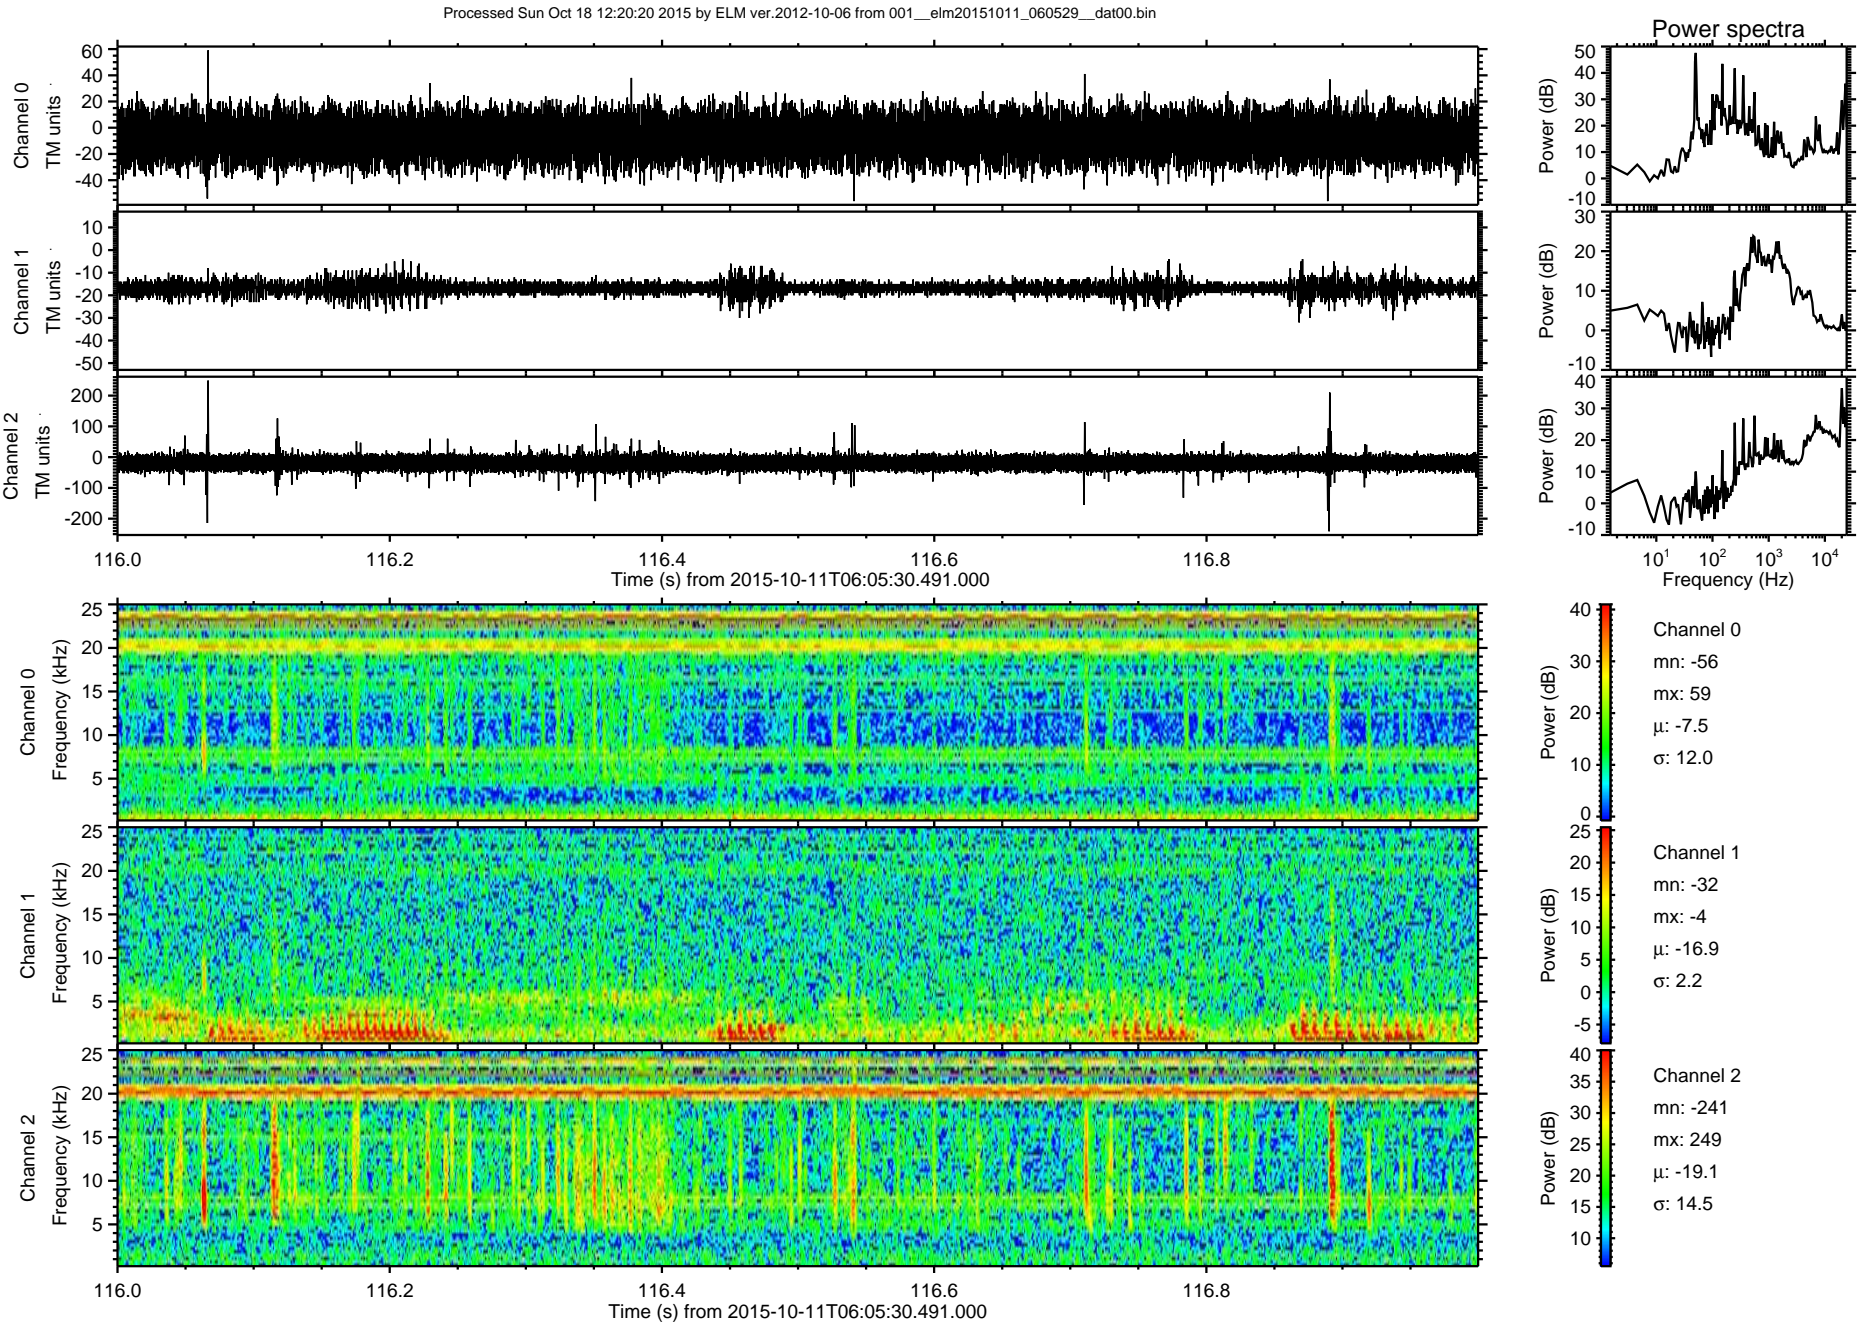 Processed Sun Oct 18 12:20:20 2015 by ELM ver.2012-10-06 from 001__elm20151011_060529__dat00.bin
Power spectra
Channel 0
TM units
60
40
20
0
-20
-40
Power (dB)
50
40
30
20
10
0
-10
Channel 1
TM units
10
0
-10
-20
-30
-40
-50
Power (dB)
30
20
10
0
-10
Channel 2
TM units
200
100
0
-100
-200
Power (dB)
40
30
20
10
0
-10
116.0 116.2 116.4 116.6 116.8
Time (s) from 2015-10-11T06:05:30.491.000
10¹ 10² 10³ 10⁴
Frequency (Hz)
Channel 0
Frequency (kHz)
25
20
15
10
5
Power (dB)
40
30
20
10
0
Channel 0
mn: -56
mx: 59
µ: -7.5
σ: 12.0
Channel 1
Frequency (kHz)
25
20
15
10
5
Power (dB)
25
20
15
10
5
0
-5
Channel 1
mn: -32
mx: -4
µ: -16.9
σ: 2.2
Channel 2
Frequency (kHz)
25
20
15
10
5
Power (dB)
40
35
30
25
20
15
10
Channel 2
mn: -241
mx: 249
µ: -19.1
σ: 14.5
116.0 116.2 116.4 116.6 116.8
Time (s) from 2015-10-11T06:05:30.491.000